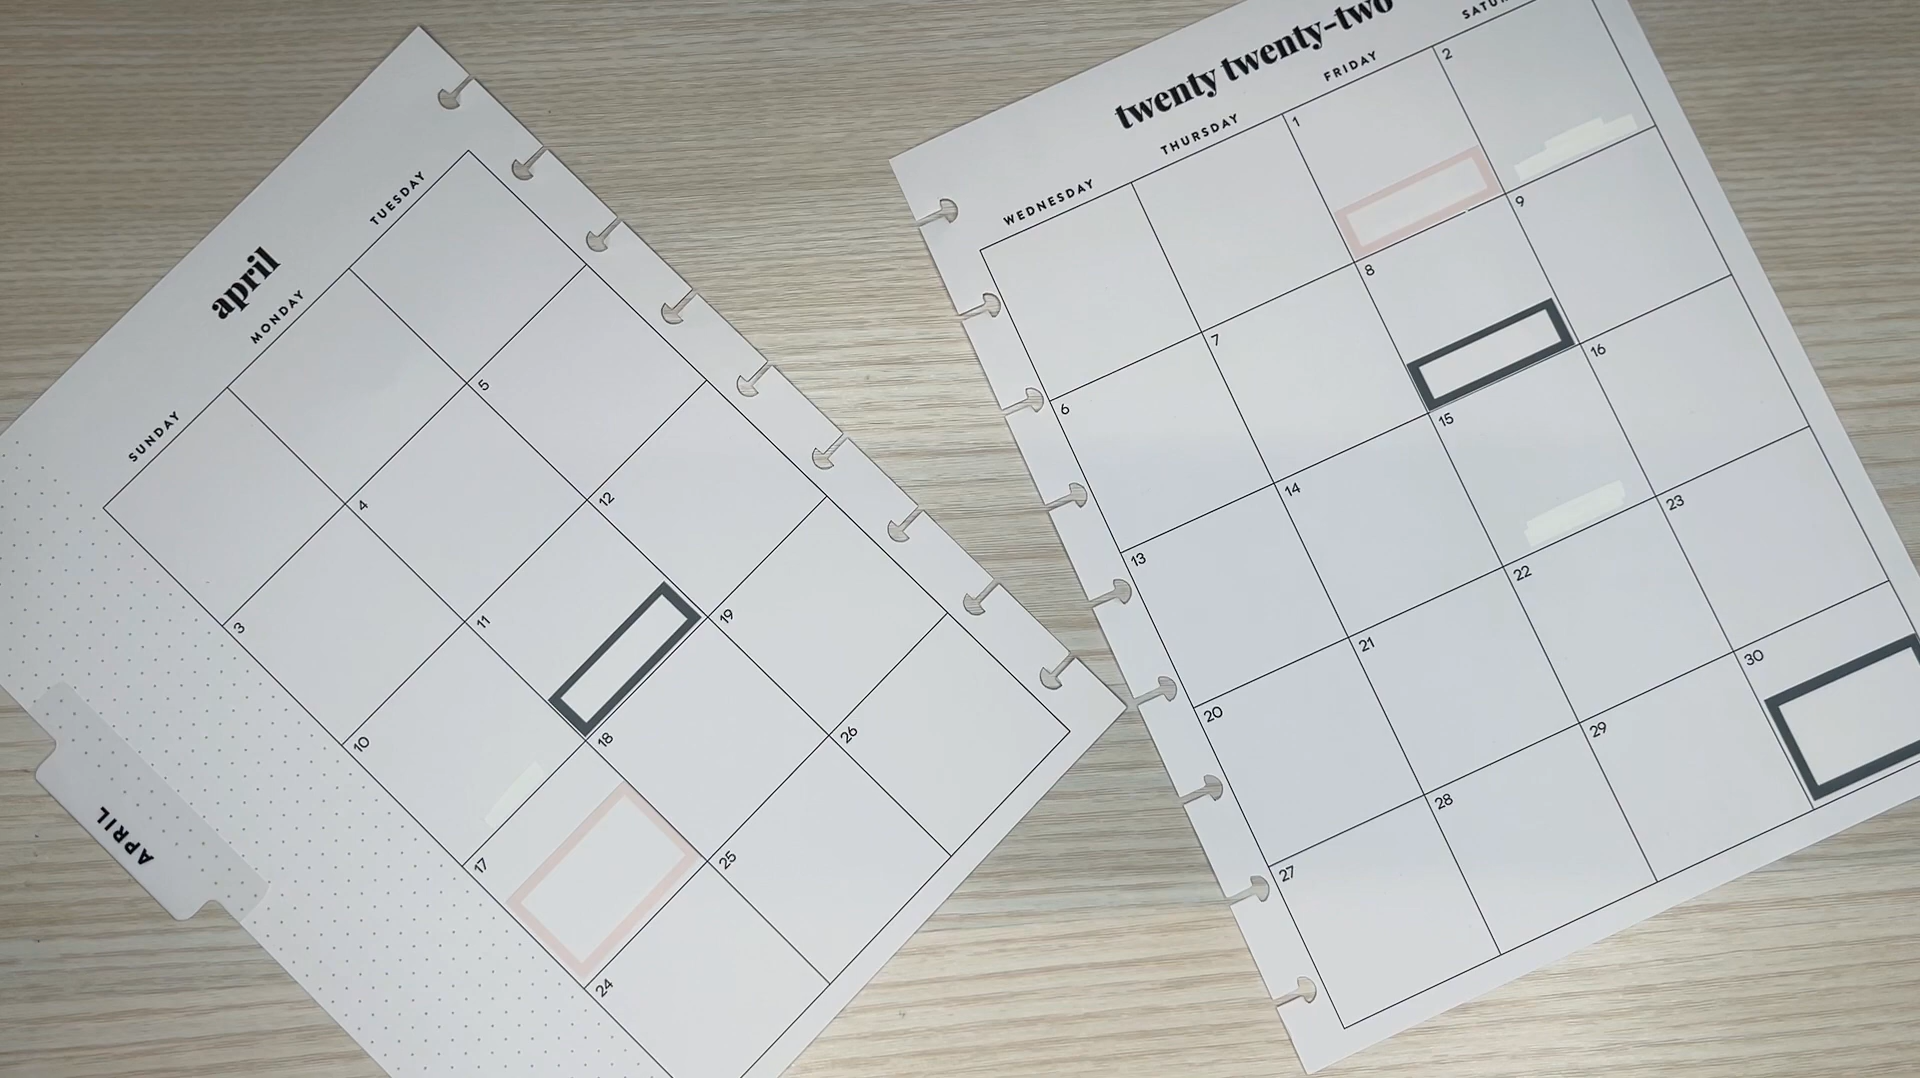 april
SUNDAY MONDAY TUESDAY
3 4 5
10 11 12
17 18 19
24 25 26
APRIL
twenty twenty-two
WEDNESDAY THURSDAY FRIDAY
1 2
6 7 8 9
13 14 15 16
20 21 22 23
27 28 29 30